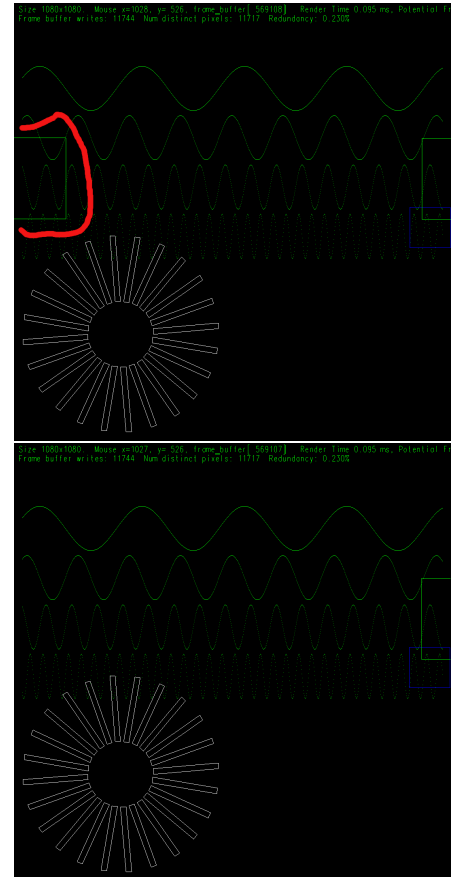 Size 1080x1080. Mouse x=1028, y= 526, frame_buffer[ 569108] Render Time 0.095 ms, Potential fr
Frame buffer writes: 11744 Num distinct pixels: 11717 Redundancy: 0.230%
Size 1080x1080. Mouse x=1027, y= 526, frame_buffer[ 569107] Render Time 0.095 ms, Potential fr
Frame buffer writes: 11744 Num distinct pixels: 11717 Redundancy: 0.230%